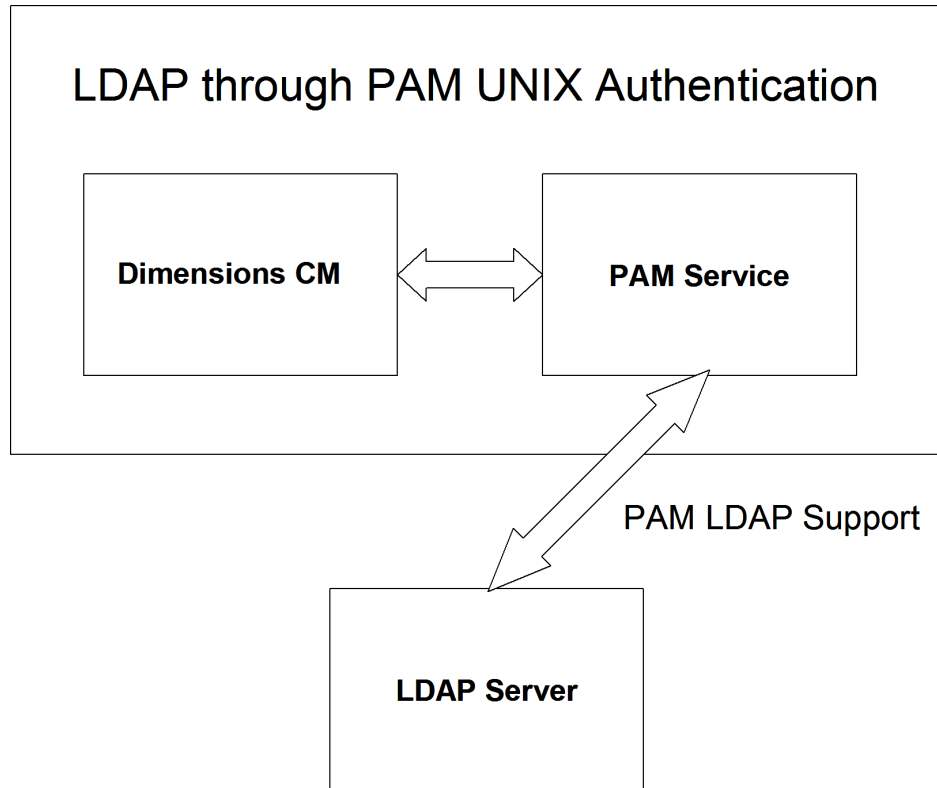 LDAP through PAM UNIX Authentication
Dimensions CM
PAM Service
PAM LDAP Support
LDAP Server